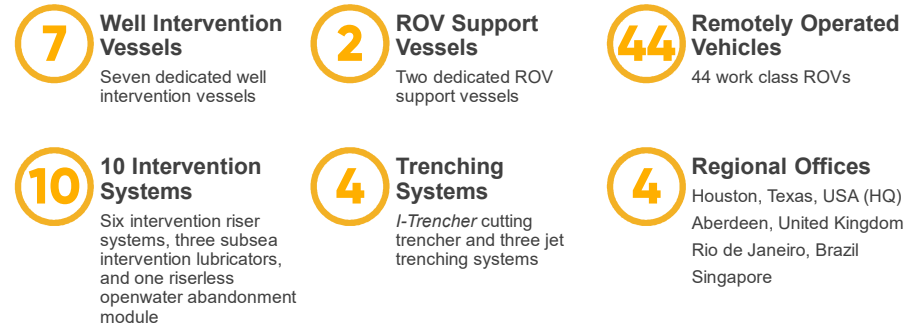 7
Well Intervention
Vessels
Seven dedicated well
intervention vessels
2
ROV Support
Vessels
Two dedicated ROV
support vessels
44
Remotely Operated
Vehicles
44 work class ROVs
10
10 Intervention
Systems
Six intervention riser
systems, three subsea
intervention lubricators,
and one riserless
openwater abandonment
module
4
Trenching
Systems
I-Trencher cutting
trencher and three jet
trenching systems
4
Regional Offices
Houston, Texas, USA (HQ)
Aberdeen, United Kingdom
Rio de Janeiro, Brazil
Singapore